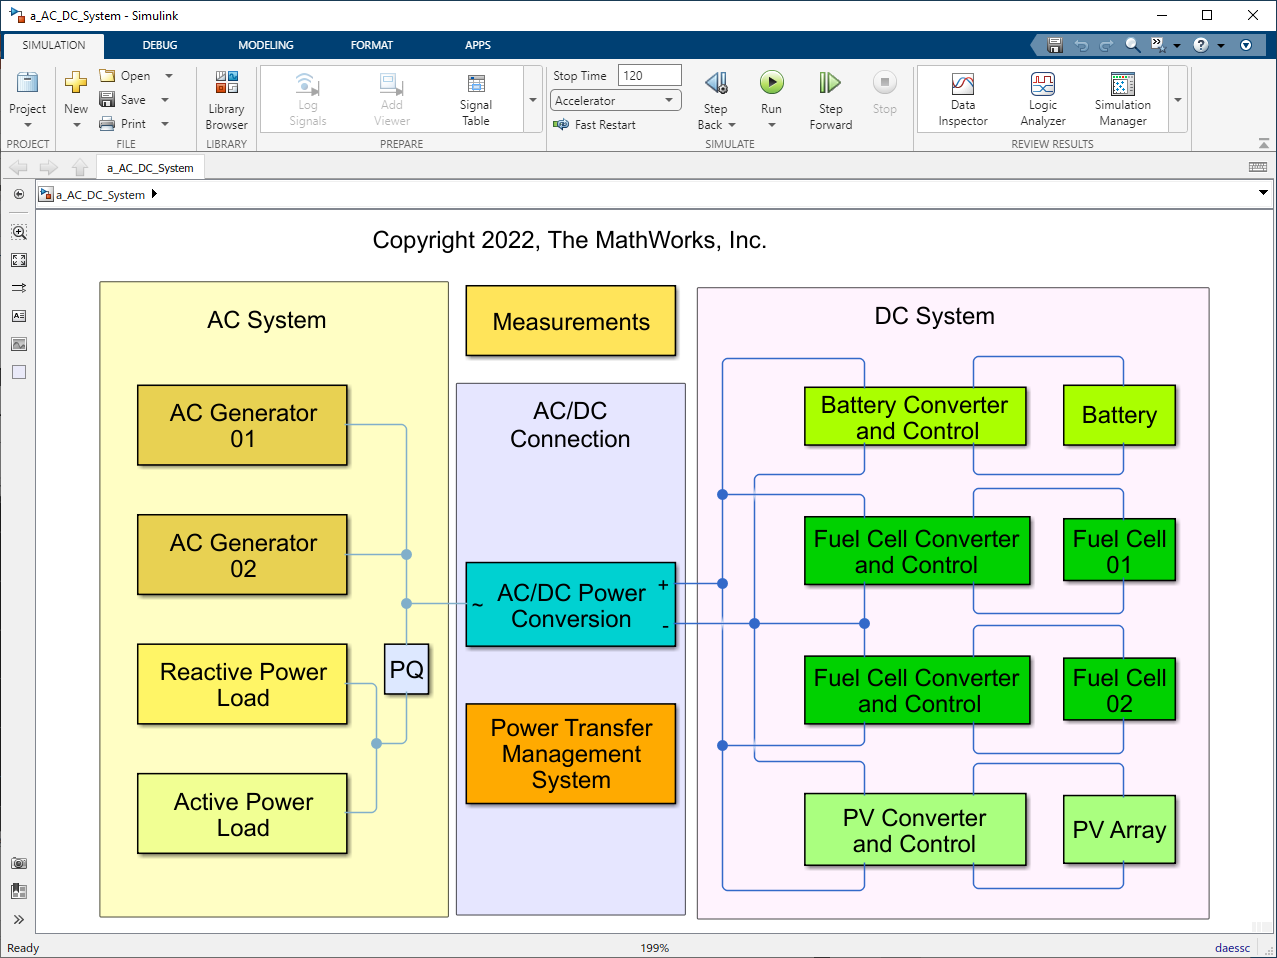 a_AC_DC_System - Simulink
SIMULATION
DEBUG
MODELING
FORMAT
APPS
Project
PROJECT
New
Open
Save
Print
FILE
Library
Browser
LIBRARY
Log
Signals
Add
Viewer
Signal
Table
PREPARE
Stop Time 120
Accelerator
Fast Restart
Step
Back
Run
Step
Forward
Stop
SIMULATE
Data
Inspector
Logic
Analyzer
Simulation
Manager
REVIEW RESULTS
a_AC_DC_System
a_AC_DC_System
Copyright 2022, The MathWorks, Inc.
AC System
AC Generator
01
AC Generator
02
Reactive Power
Load
Active Power
Load
PQ
Measurements
AC/DC
Connection
~
AC/DC Power
Conversion
+
-
Power Transfer
Management
System
DC System
Battery Converter
and Control
Battery
Fuel Cell Converter
and Control
Fuel Cell
01
Fuel Cell Converter
and Control
Fuel Cell
02
PV Converter
and Control
PV Array
Ready
199%
daessc